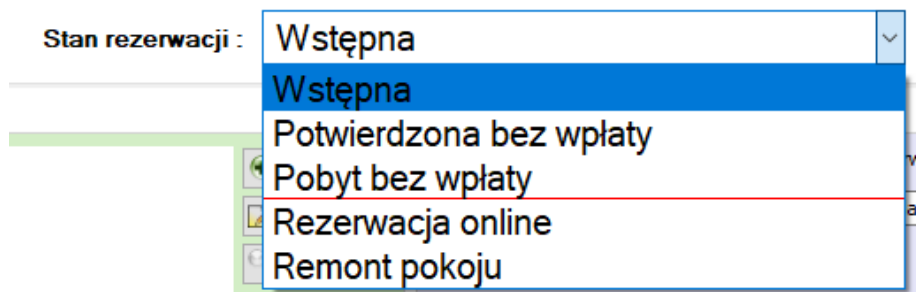 Stan rezerwacji : Wstępna
Wstępna
Potwierdzona bez wpłaty
Pobyt bez wpłaty
Rezerwacja online
Remont pokoju